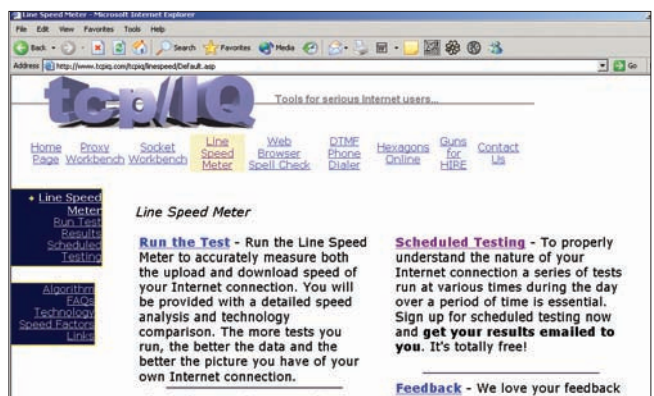 Line Speed Meter - Microsoft Internet Explorer
File Edit View Favorites Tools Help
Back Search Favorites Media
Address http://www.tcpiq.com/tcpiq/linespeed/Default.asp Go
tcp/IQ
Tools for serious Internet users...
Home Page
Proxy Workbench
Socket Workbench
Line Speed Meter
Web Browser Spell Check
DTMF Phone Dialer
Hexagons Online
Guns for HIRE
Contact Us
Line Speed
Meter
Run Test
Results
Scheduled
Testing
Algorithm
FAQs
Technology
Speed Factors
Links
Line Speed Meter
Run the Test - Run the Line Speed
Meter to accurately measure both
the upload and download speed of
your Internet connection. You will
be provided with a detailed speed
analysis and technology
comparison. The more tests you
run, the better the data and the
better the picture you have of your
own Internet connection.
Scheduled Testing - To properly
understand the nature of your
Internet connection a series of tests
run at various times during the day
over a period of time is essential.
Sign up for scheduled testing now
and get your results emailed to
you. It's totally free!
Feedback - We love your feedback